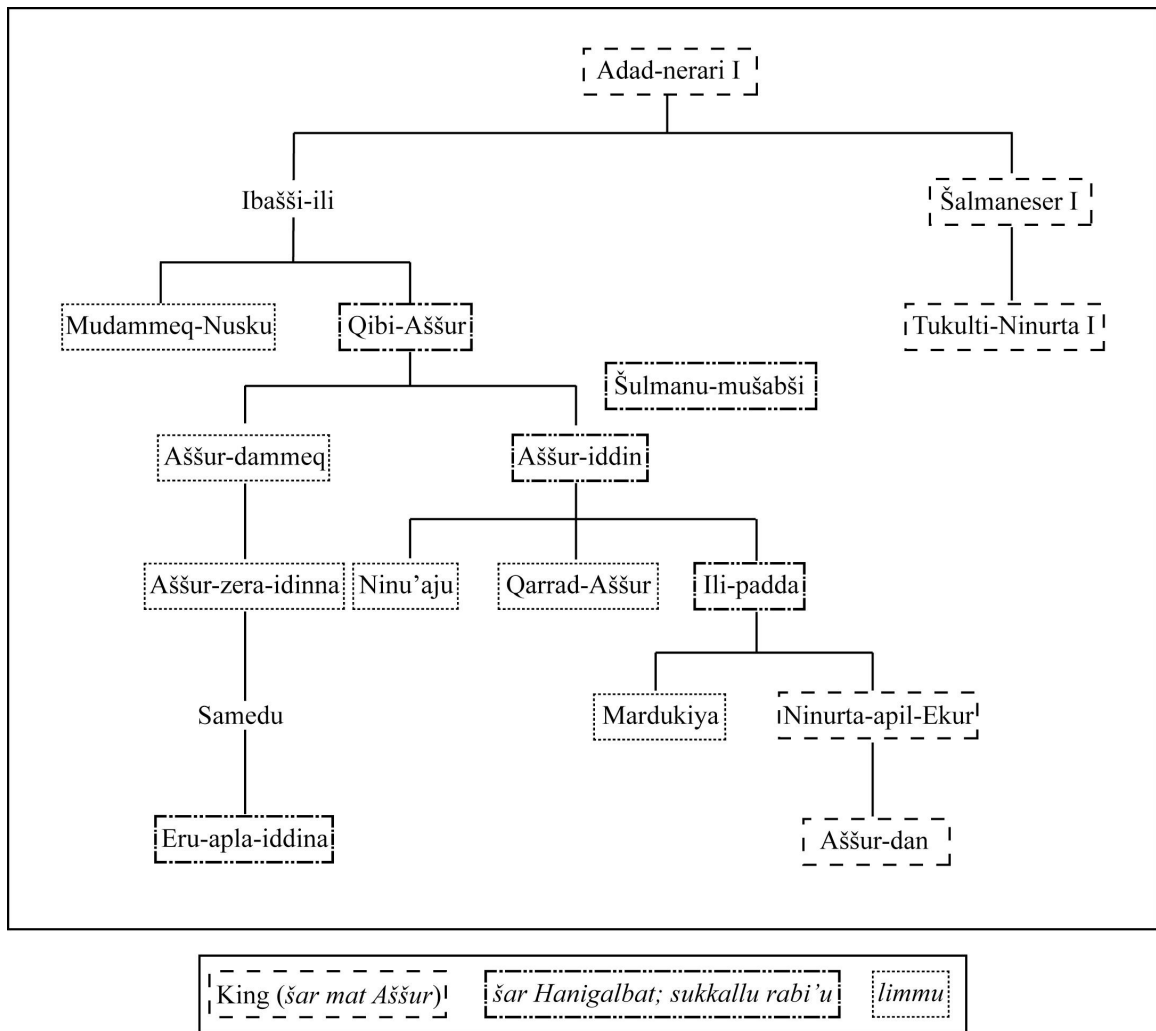 Adad-nerari I
Ibašši-ili
Šalmaneser I
Mudammeq-Nusku
Qibi-Aššur
Tukulti-Ninurta I
Šulmanu-mušabši
Aššur-dammeq
Aššur-iddin
Aššur-zera-idinna
Ninu’aju
Qarrad-Aššur
Ili-padda
Samedu
Mardukiya
Ninurta-apil-Ekur
Eru-apla-iddina
Aššur-dan
King (šar mat Aššur)
šar Hanigalbat; sukkallu rabi’u
limmu